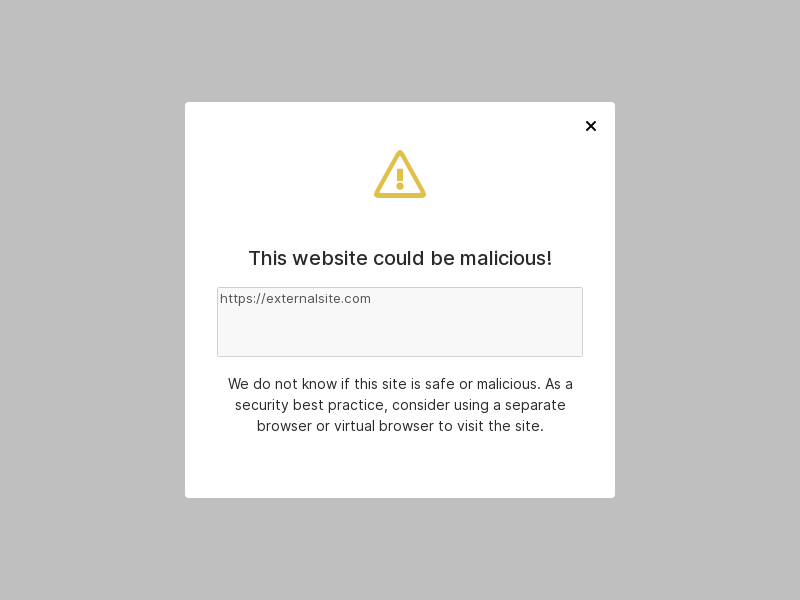 This website could be malicious!
https://externalsite.com
We do not know if this site is safe or malicious. As a
security best practice, consider using a separate
browser or virtual browser to visit the site.